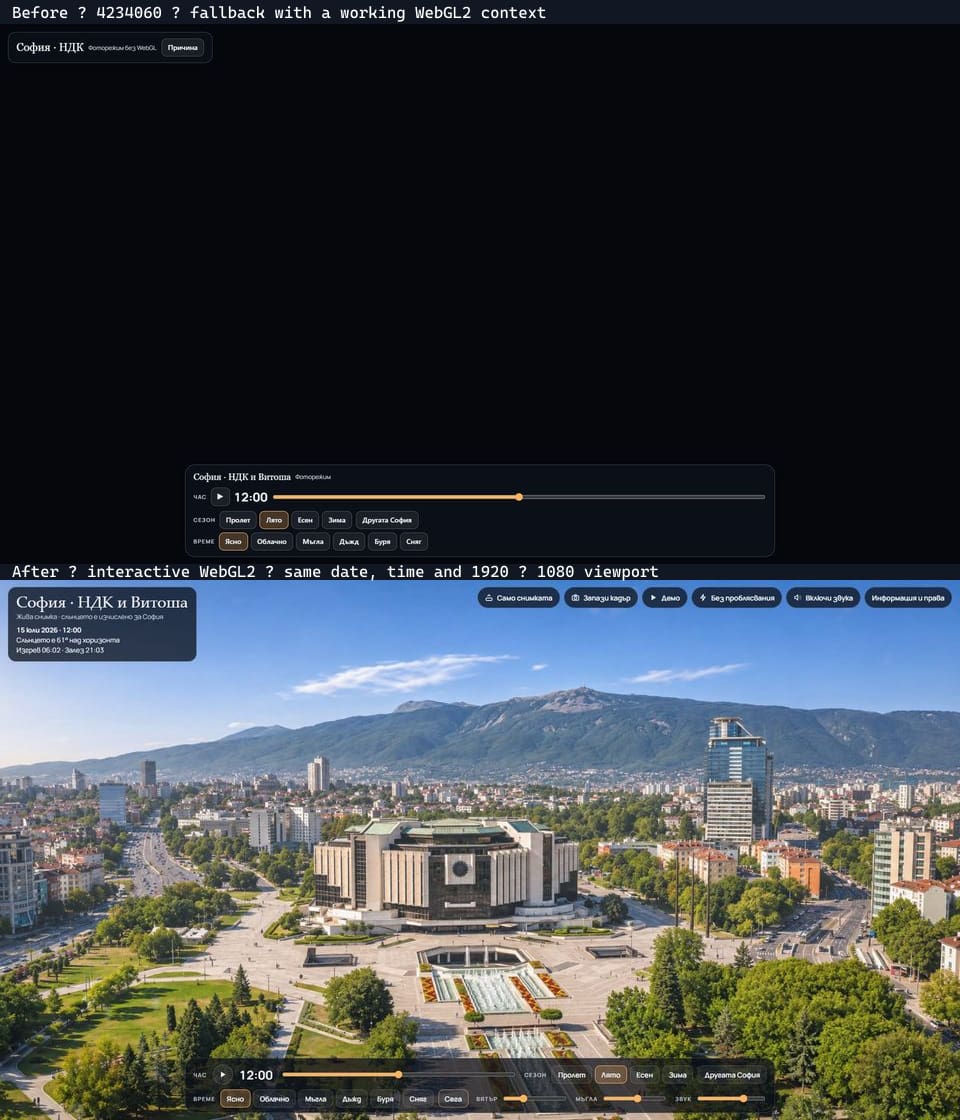 Before ? 4234060 ? fallback with a working WebGL2 context
София · НДК Фоторежим без WebGL Причина
София · НДК и Витоша Фоторежим
ЧАС 12:00
СЕЗОН Пролет Лято Есен Зима Другата София
ВРЕМЕ Ясно Облачно Мъгла Дъжд Буря Сняг
After ? interactive WebGL2 ? same date, time and 1920 ? 1080 viewport
София · НДК и Витоша
Жива снимка · слънцето е изчислено за София
15 юли 2026 · 12:00
Слънцето е 61° над хоризонта
Изгрев 06:02 · Залез 21:03
Само снимката Запази кадър Демо Без проблясвания Включи звука Информация и права
ЧАС 12:00 СЕЗОН Пролет Лято Есен Зима Другата София
ВРЕМЕ Ясно Облачно Мъгла Дъжд Буря Сняг Сега ВЯТЪР МЪГЛА ЗВУК